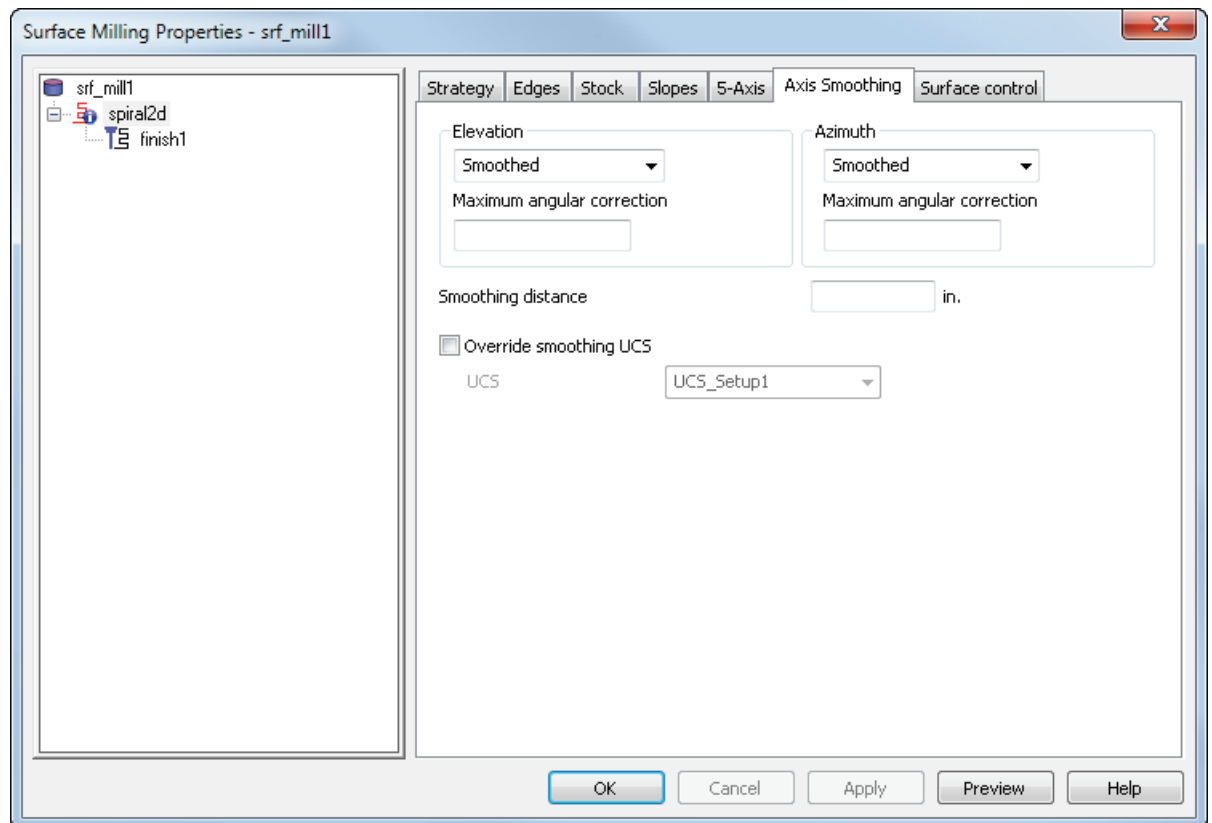 Surface Milling Properties - srf_mill1
X
srf_mill1
spiral2d
finish1
Strategy Edges Stock Slopes 5-Axis Axis Smoothing Surface control
Elevation Azimuth
Smoothed Smoothed
Maximum angular correction Maximum angular correction
Smoothing distance in.
Override smoothing UCS
UCS UCS_Setup1
OK Cancel Apply Preview Help